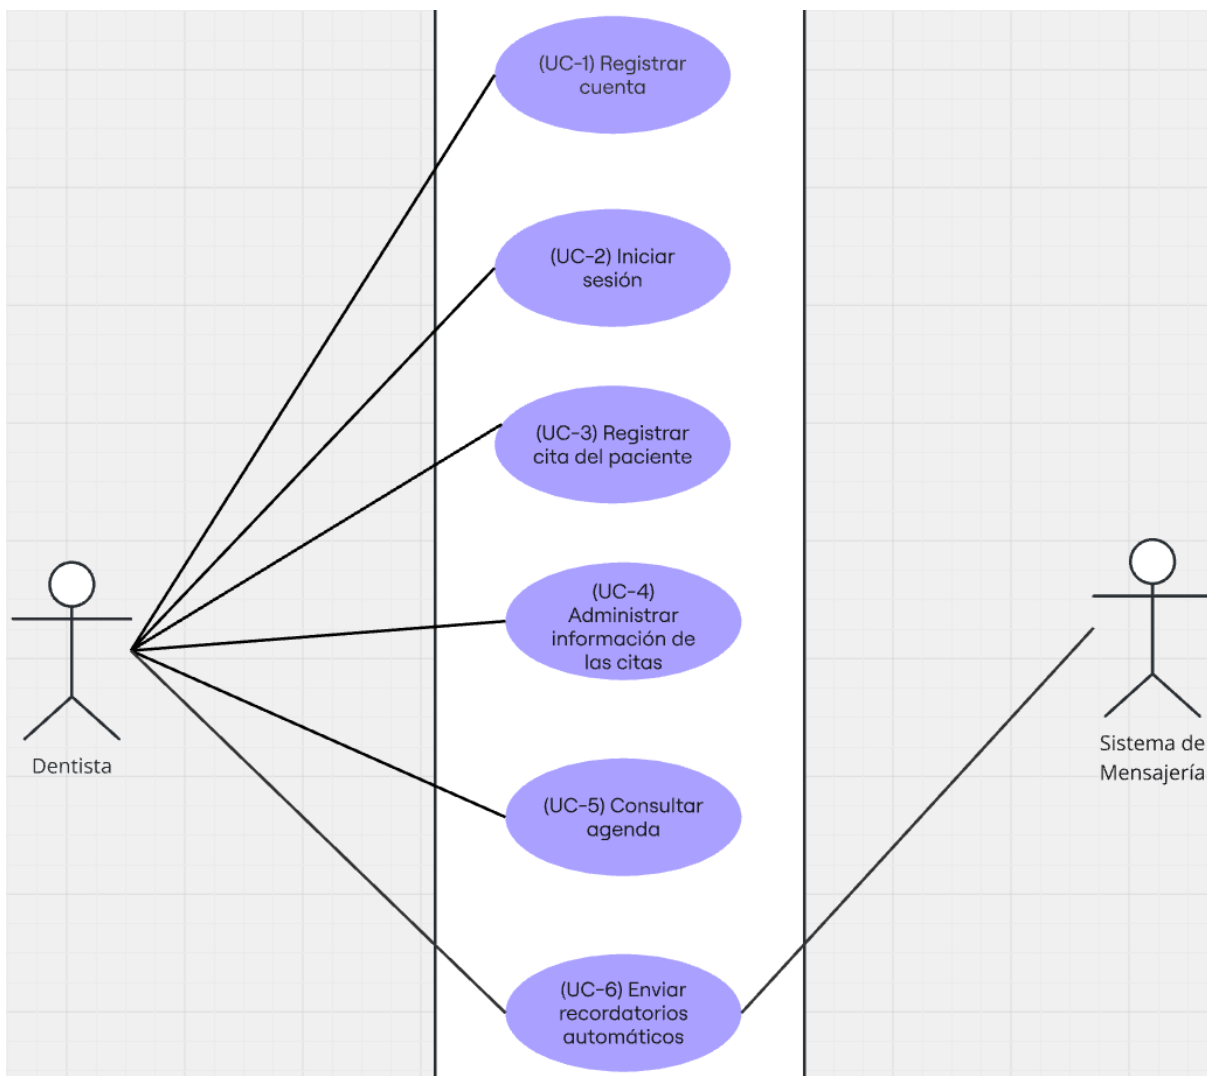 (UC-1) Registrar
cuenta
(UC-2) Iniciar
sesión
(UC-3) Registrar
cita del paciente
(UC-4)
Administrar
información de
las citas
Dentista
Sistema de
Mensajería
(UC-5) Consultar
agenda
(UC-6) Enviar
recordatorios
automáticos